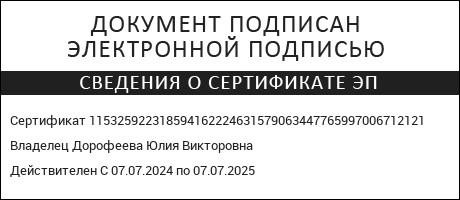 ДОКУМЕНТ ПОДПИСАН
ЭЛЕКТРОННОЙ ПОДПИСЬЮ
СВЕДЕНИЯ О СЕРТИФИКАТЕ ЭП
Сертификат 115325922318594162224631579063447765997006712121
Владелец Дорофеева Юлия Викторовна
Действителен С 07.07.2024 по 07.07.2025